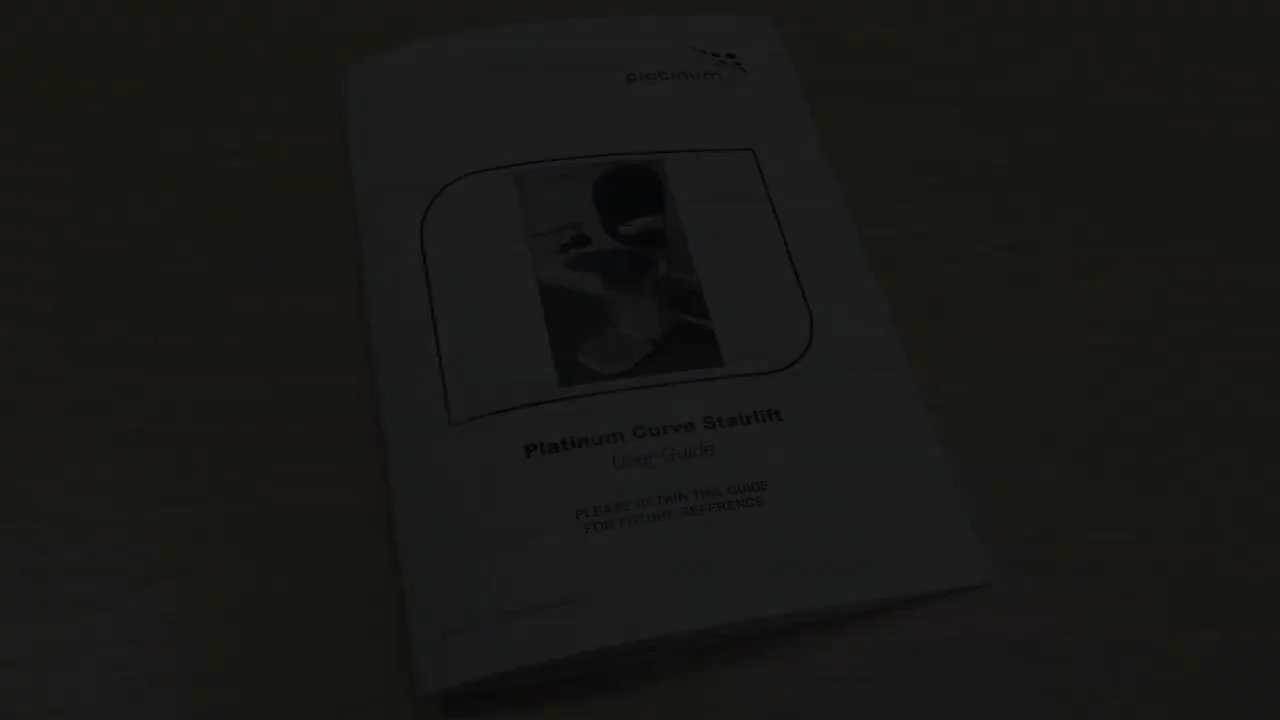 platinum
Platinum Curve Stairlift
User Guide
PLEASE RETAIN THIS GUIDE
FOR FUTURE REFERENCE